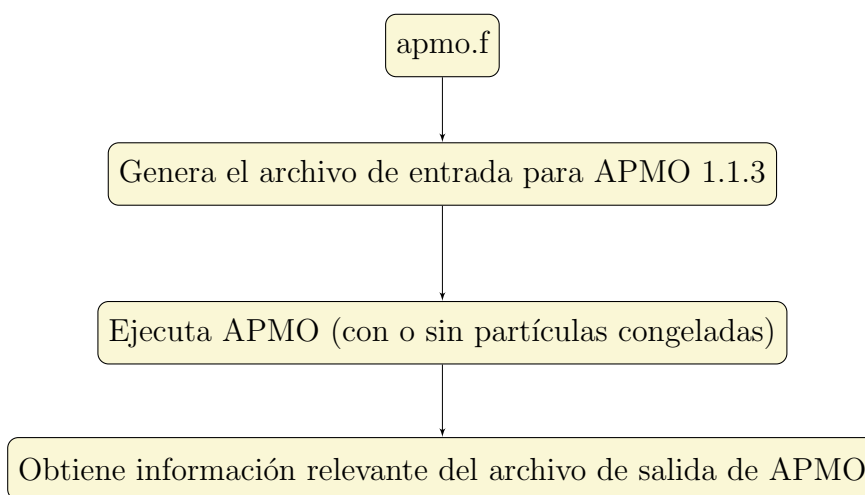 apmo.f
Genera el archivo de entrada para APMO 1.1.3
Ejecuta APMO (con o sin partículas congeladas)
Obtiene información relevante del archivo de salida de APMO